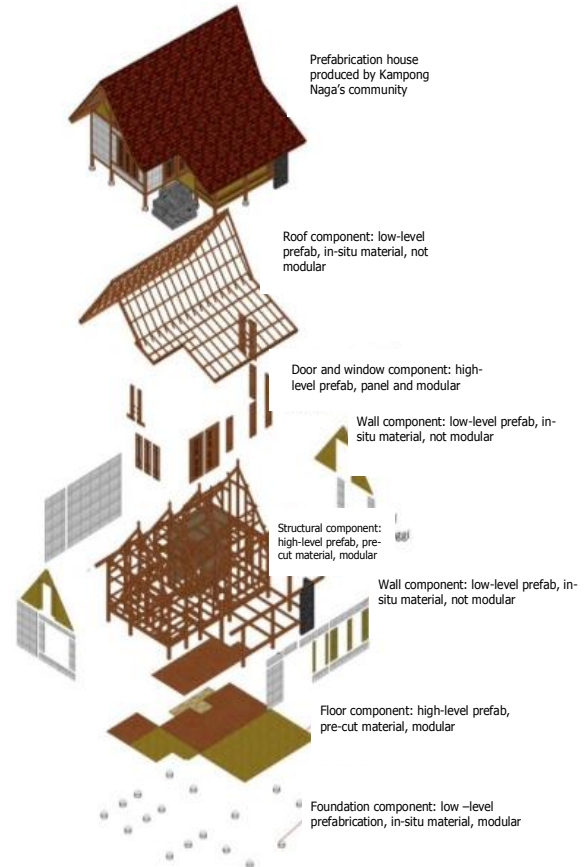 Prefabrication house
produced by Kampong
Naga's community
Roof component: low-level
prefab, in-situ material, not
modular
Door and window component: high-
level prefab, panel and modular
Wall component: low-level prefab, in-
situ material, not modular
Structural component:
high-level prefab, pre-
cut material, modular
Wall component: low-level prefab, in-
situ material, not modular
Floor component: high-level prefab,
pre-cut material, modular
Foundation component: low –level
prefabrication, in-situ material, modular